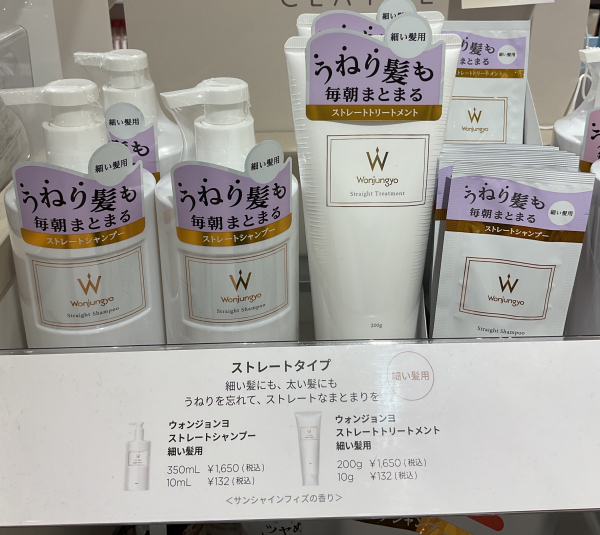 細い髪用
うねり髪も
毎朝まとまる
ストレートトリートメント
Wonjungyo
Straight Treatment
200g
細い髪用
うねり髪も
毎朝まとまる
Wonjungyo
細い髪用
細い髪用
うねり髪も
毎朝まとまる
ストレートシャンプー
Wonjungyo
Straight Shampoo
細い髪用
うねり髪も
毎朝まとまる
ストレートシャンプー
Wonjungyo
Straight Shampoo
うねり髪も
毎朝まとまる
細い髪用
ストレートシャンプー
Wonjungyo
Straight Shampoo
ストレートタイプ
細い髪にも、太い髪にも
うねりを忘れて、ストレートなまとまりを
細い髪用
ウォンジョンヨ
ストレートシャンプー
細い髪用
350mL ¥1,650(税込)
10mL ¥132(税込)
ウォンジョンヨ
ストレートトリートメント
細い髪用
200g ¥1,650(税込)
10g ¥132(税込)
<サンシャインフィズの香り>